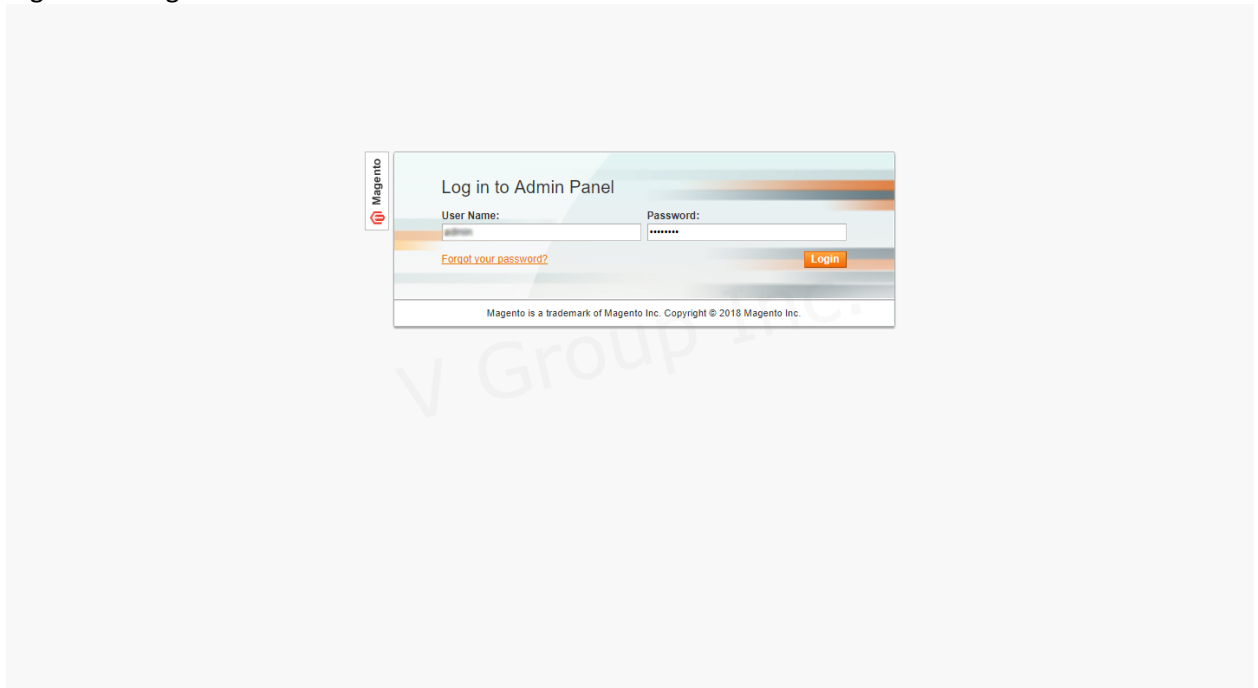 Magento
Log in to Admin Panel
User Name:
Password:
admin
••••••••
Forgot your password?
Login
Magento is a trademark of Magento Inc. Copyright © 2018 Magento Inc.
V Group Inc.